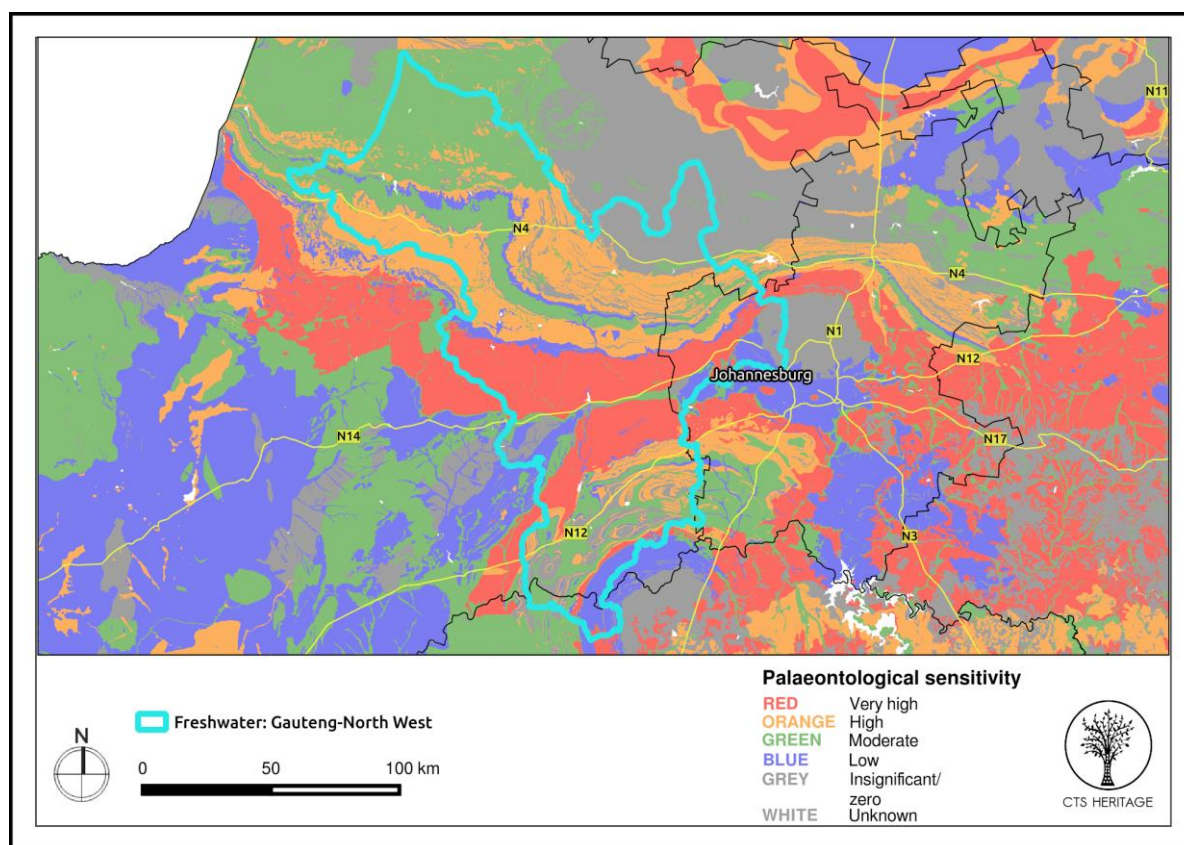 N11
N4
N4
N1
N12
Johannesburg
N14
N17
N12
N3
Palaeontological sensitivity
RED Very high
ORANGE High
GREEN Moderate
BLUE Low
GREY Insignificant/
zero
WHITE Unknown
Freshwater: Gauteng-North West
N
0 50 100 km
CTS HERITAGE